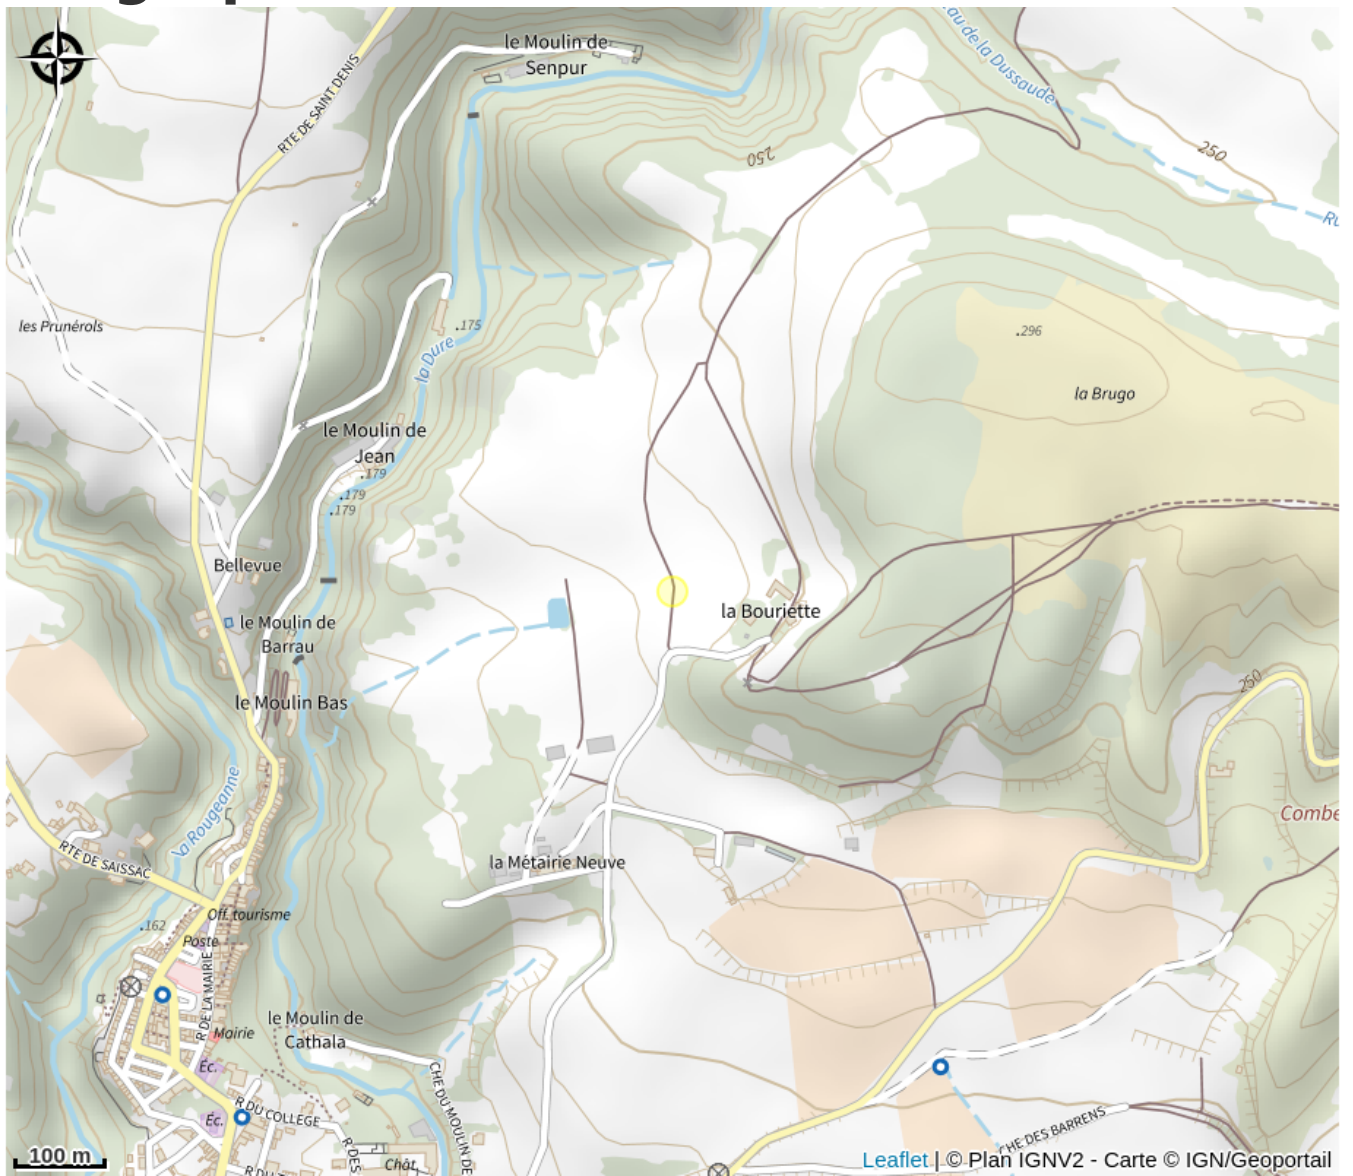 le Moulin de
Senpur
RTE DE SAINT DENIS
au de la Dussaude
250
250
les Prunérols
.175
la Dure
.296
la Brugo
le Moulin de
Jean
.179
.179
.179
Bellevue
la Bouriette
le Moulin de
Barrau
le Moulin Bas
250
la Rougeanne
Combe
RTE DE SAISSAC
la Métairie Neuve
Off. tourisme
.162
Poste
R DE LA MAIRIE
Mairie
le Moulin de
Cathala
Éc.
CHE DU MOULIN DE
R DU COLLEGE
Éc.
R DES
CHE DES BARRENS
Chât.
100 m
Leaflet | © Plan IGNV2 - Carte © IGN/Geoportail